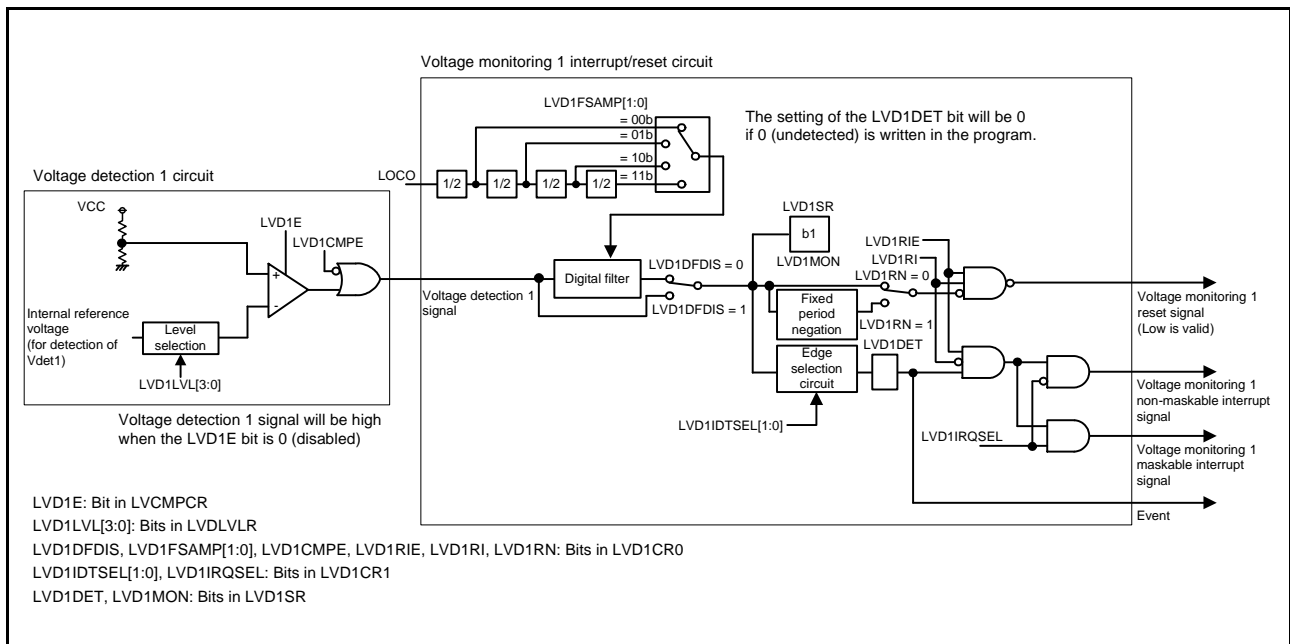 Voltage monitoring 1 interrupt/reset circuit
LVD1FSAMP[1:0]
= 00b
= 01b
= 10b
= 11b
The setting of the LVD1DET bit will be 0
if 0 (undetected) is written in the program.
LOCO
1/2
1/2
1/2
1/2
Voltage detection 1 circuit
VCC
LVD1E
LVD1CMPE
+
-
Internal reference
voltage
(for detection of
Vdet1)
Level
selection
LVD1LVL[3:0]
Voltage detection 1 signal will be high
when the LVD1E bit is 0 (disabled)
Voltage detection 1
signal
Digital filter
LVD1DFDIS = 0
LVD1DFDIS = 1
LVD1SR
b1
LVD1MON
LVD1RIE
LVD1RI
LVD1RN = 0
Fixed
period
negation
LVD1RN = 1
LVD1DET
Edge
selection
circuit
LVD1IDTSEL[1:0]
LVD1IRQSEL
Voltage monitoring 1
reset signal
(Low is valid)
Voltage monitoring 1
non-maskable interrupt
signal
Voltage monitoring 1
maskable interrupt
signal
Event
LVD1E: Bit in LVCMPCR
LVD1LVL[3:0]: Bits in LVDLVLR
LVD1DFDIS, LVD1FSAMP[1:0], LVD1CMPE, LVD1RIE, LVD1RI, LVD1RN: Bits in LVD1CR0
LVD1IDTSEL[1:0], LVD1IRQSEL: Bits in LVD1CR1
LVD1DET, LVD1MON: Bits in LVD1SR